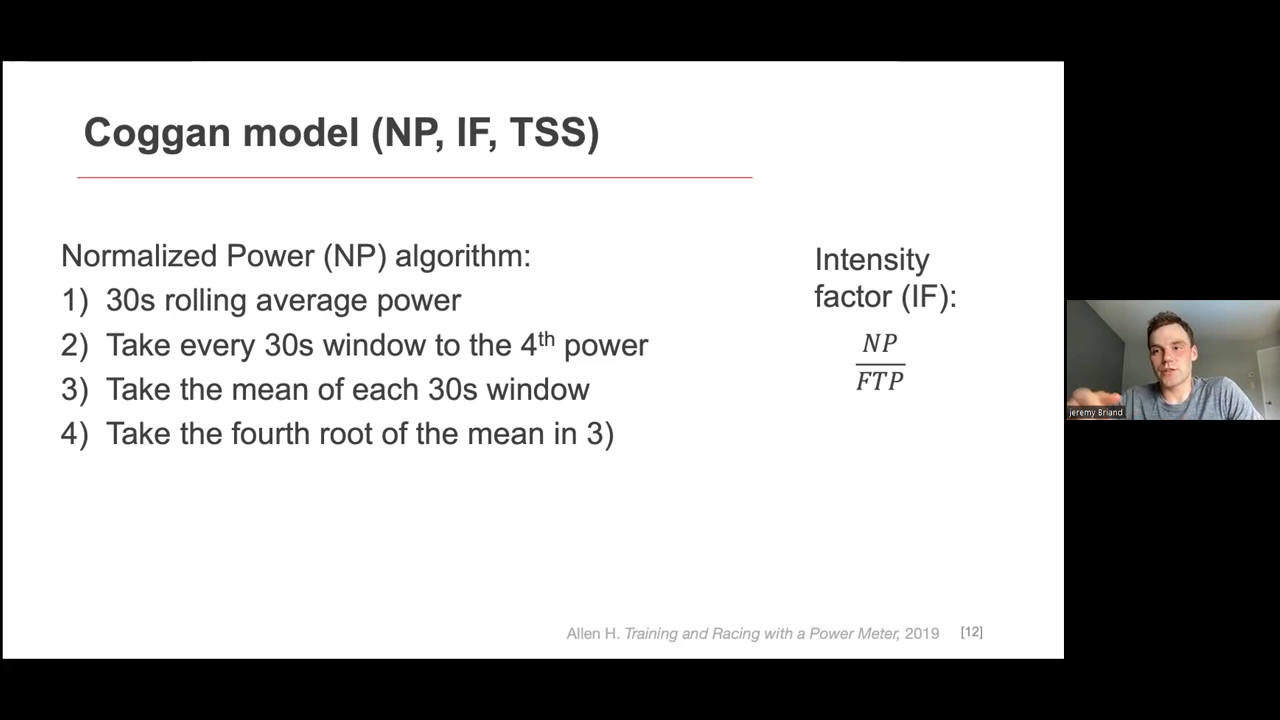 Coggan model (NP, IF, TSS)
Normalized Power (NP) algorithm:
1) 30s rolling average power
2) Take every 30s window to the 4th power
3) Take the mean of each 30s window
4) Take the fourth root of the mean in 3)
Intensity
factor (IF):
NP
FTP
jeremy Briand
Allen H. Training and Racing with a Power Meter, 2019 [12]